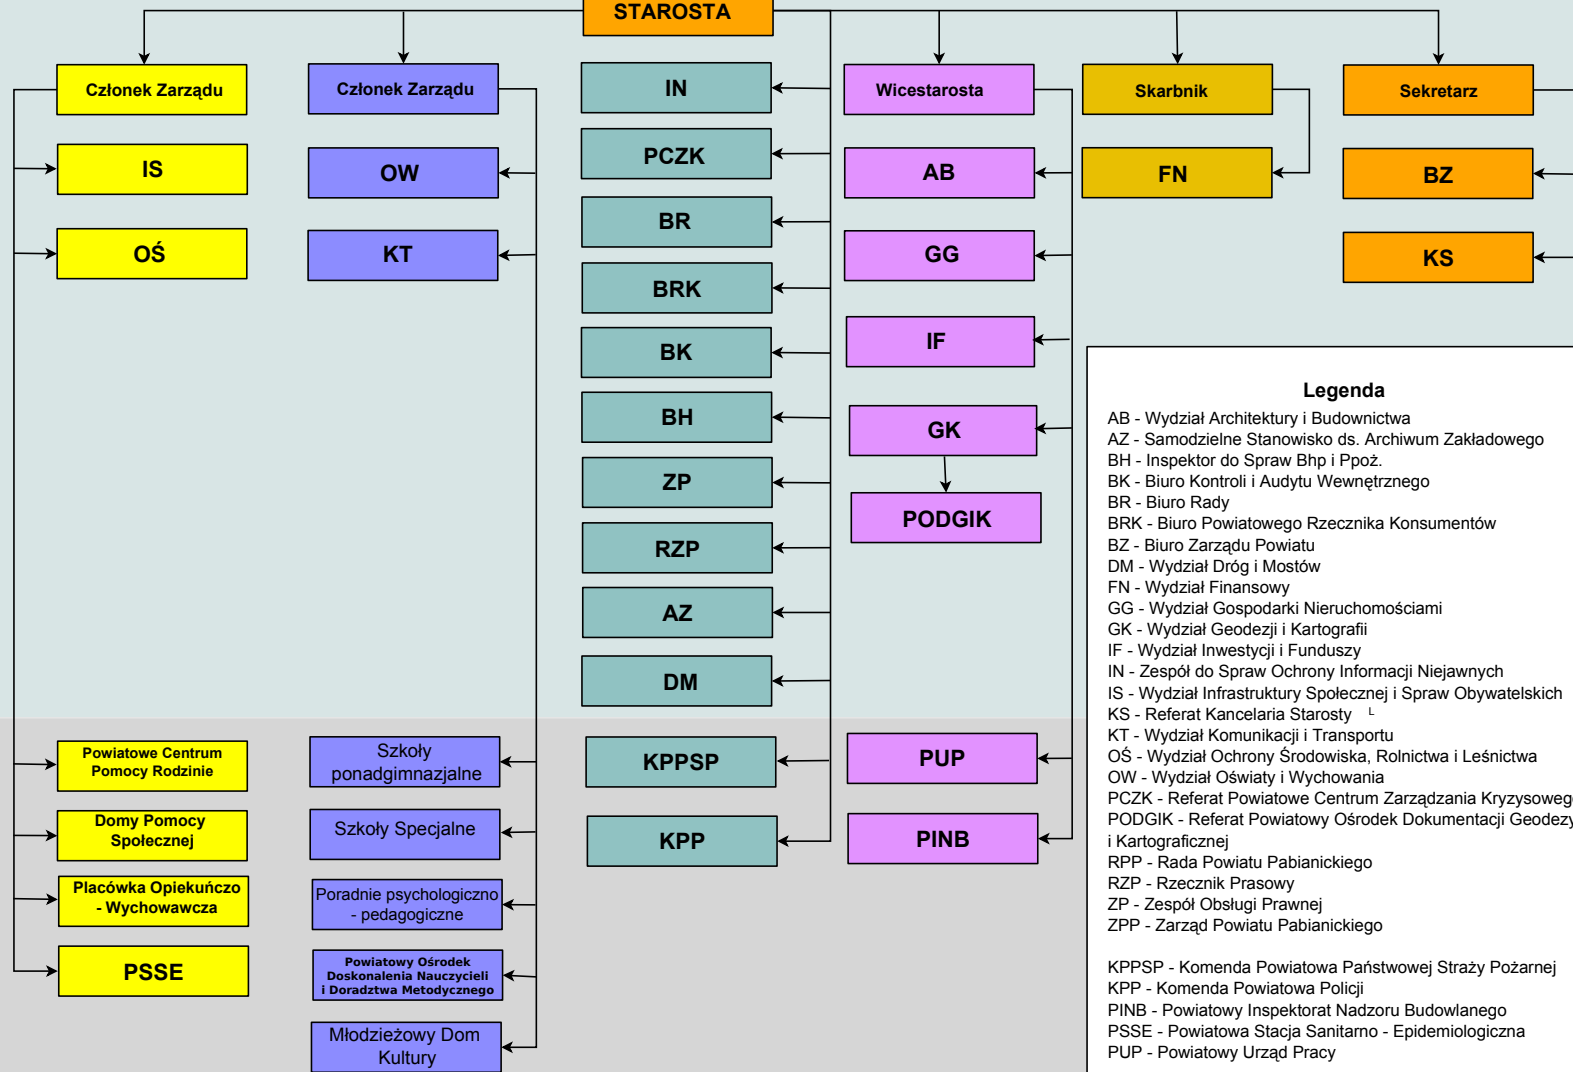 STAROSTA
Członek Zarządu
Członek Zarządu
IN
Wicestarosta
Skarbnik
Sekretarz
IS
OW
PCZK
AB
FN
BZ
OŚ
KT
BR
GG
KS
BRK
IF
BK
BH
GK
ZP
PODGIK
RZP
AZ
DM
Powiatowe Centrum
Pomocy Rodzinie
Szkoły
ponadgimnazjalne
KPPSP
PUP
Domy Pomocy
Społecznej
Szkoły Specjalne
KPP
PINB
Placówka Opiekuńczo
- Wychowawcza
Poradnie psychologiczno
- pedagogiczne
PSSE
Powiatowy Ośrodek
Doskonalenia Nauczycieli
i Doradztwa Metodycznego
Młodzieżowy Dom
Kultury
Legenda
AB - Wydział Architektury i Budownictwa
AZ - Samodzielne Stanowisko ds. Archiwum Zakładowego
BH - Inspektor do Spraw Bhp i Ppoż.
BK - Biuro Kontroli i Audytu Wewnętrznego
BR - Biuro Rady
BRK - Biuro Powiatowego Rzecznika Konsumentów
BZ - Biuro Zarządu Powiatu
DM - Wydział Dróg i Mostów
FN - Wydział Finansowy
GG - Wydział Gospodarki Nieruchomościami
GK - Wydział Geodezji i Kartografii
IF - Wydział Inwestycji i Funduszy
IN - Zespół do Spraw Ochrony Informacji Niejawnych
IS - Wydział Infrastruktury Społecznej i Spraw Obywatelskich
KS - Referat Kancelaria Starosty L
KT - Wydział Komunikacji i Transportu
OŚ - Wydział Ochrony Środowiska, Rolnictwa i Leśnictwa
OW - Wydział Oświaty i Wychowania
PCZK - Referat Powiatowe Centrum Zarządzania Kryzysoweg
PODGIK - Referat Powiatowy Ośrodek Dokumentacji Geodezy
i Kartograficznej
RPP - Rada Powiatu Pabianickiego
RZP - Rzecznik Prasowy
ZP - Zespół Obsługi Prawnej
ZPP - Zarząd Powiatu Pabianickiego
KPPSP - Komenda Powiatowa Państwowej Straży Pożarnej
KPP - Komenda Powiatowa Policji
PINB - Powiatowy Inspektorat Nadzoru Budowlanego
PSSE - Powiatowa Stacja Sanitarno - Epidemiologiczna
PUP - Powiatowy Urząd Pracy